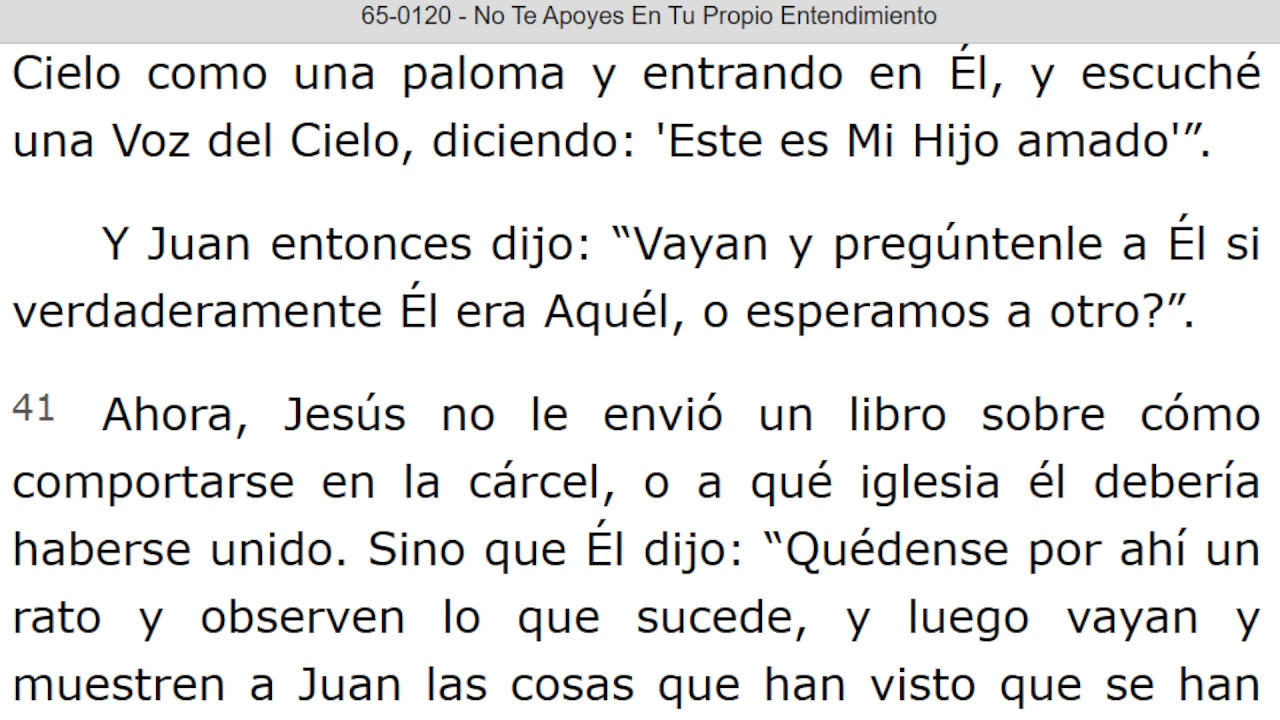 65-0120 - No Te Apoyes En Tu Propio Entendimiento
Cielo como una paloma y entrando en Él, y escuché
una Voz del Cielo, diciendo: 'Este es Mi Hijo amado'”.
Y Juan entonces dijo: “Vayan y pregúntenle a Él si
verdaderamente Él era Aquél, o esperamos a otro?”.
41 Ahora, Jesús no le envió un libro sobre cómo
comportarse en la cárcel, o a qué iglesia él debería
haberse unido. Sino que Él dijo: “Quédense por ahí un
rato y observen lo que sucede, y luego vayan y
muestren a Juan las cosas que han visto que se han